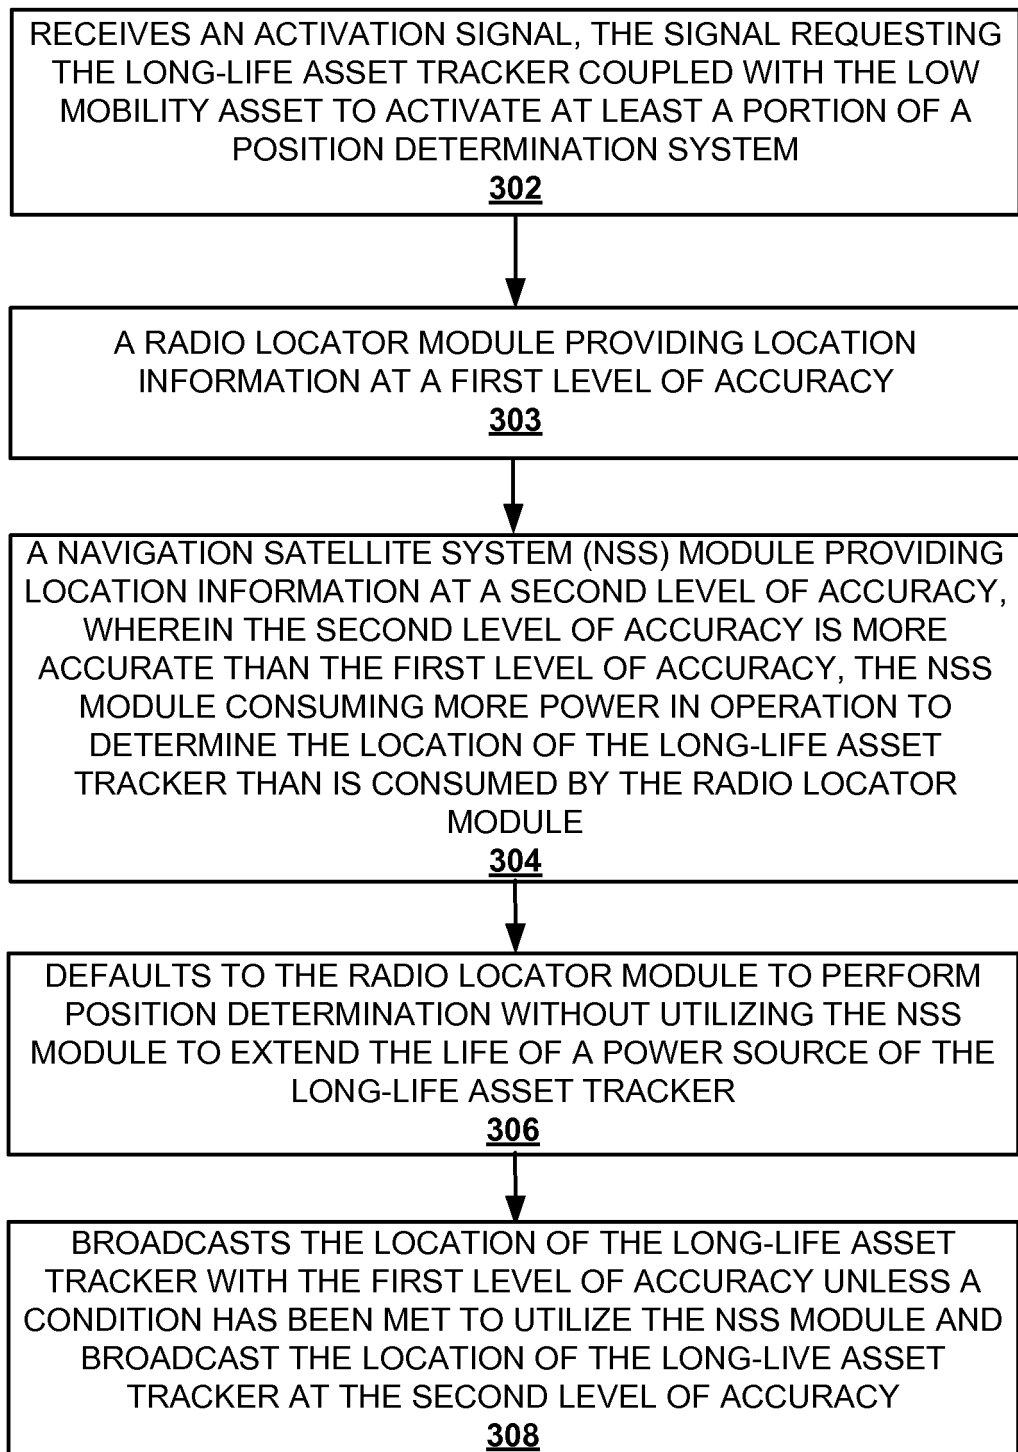 RECEIVES AN ACTIVATION SIGNAL, THE SIGNAL REQUESTING
THE LONG-LIFE ASSET TRACKER COUPLED WITH THE LOW
MOBILITY ASSET TO ACTIVATE AT LEAST A PORTION OF A
POSITION DETERMINATION SYSTEM
302
A RADIO LOCATOR MODULE PROVIDING LOCATION
INFORMATION AT A FIRST LEVEL OF ACCURACY
303
A NAVIGATION SATELLITE SYSTEM (NSS) MODULE PROVIDING
LOCATION INFORMATION AT A SECOND LEVEL OF ACCURACY,
WHEREIN THE SECOND LEVEL OF ACCURACY IS MORE
ACCURATE THAN THE FIRST LEVEL OF ACCURACY, THE NSS
MODULE CONSUMING MORE POWER IN OPERATION TO
DETERMINE THE LOCATION OF THE LONG-LIFE ASSET
TRACKER THAN IS CONSUMED BY THE RADIO LOCATOR
MODULE
304
DEFAULTS TO THE RADIO LOCATOR MODULE TO PERFORM
POSITION DETERMINATION WITHOUT UTILIZING THE NSS
MODULE TO EXTEND THE LIFE OF A POWER SOURCE OF THE
LONG-LIFE ASSET TRACKER
306
BROADCASTS THE LOCATION OF THE LONG-LIFE ASSET
TRACKER WITH THE FIRST LEVEL OF ACCURACY UNLESS A
CONDITION HAS BEEN MET TO UTILIZE THE NSS MODULE AND
BROADCAST THE LOCATION OF THE LONG-LIVE ASSET
TRACKER AT THE SECOND LEVEL OF ACCURACY
308